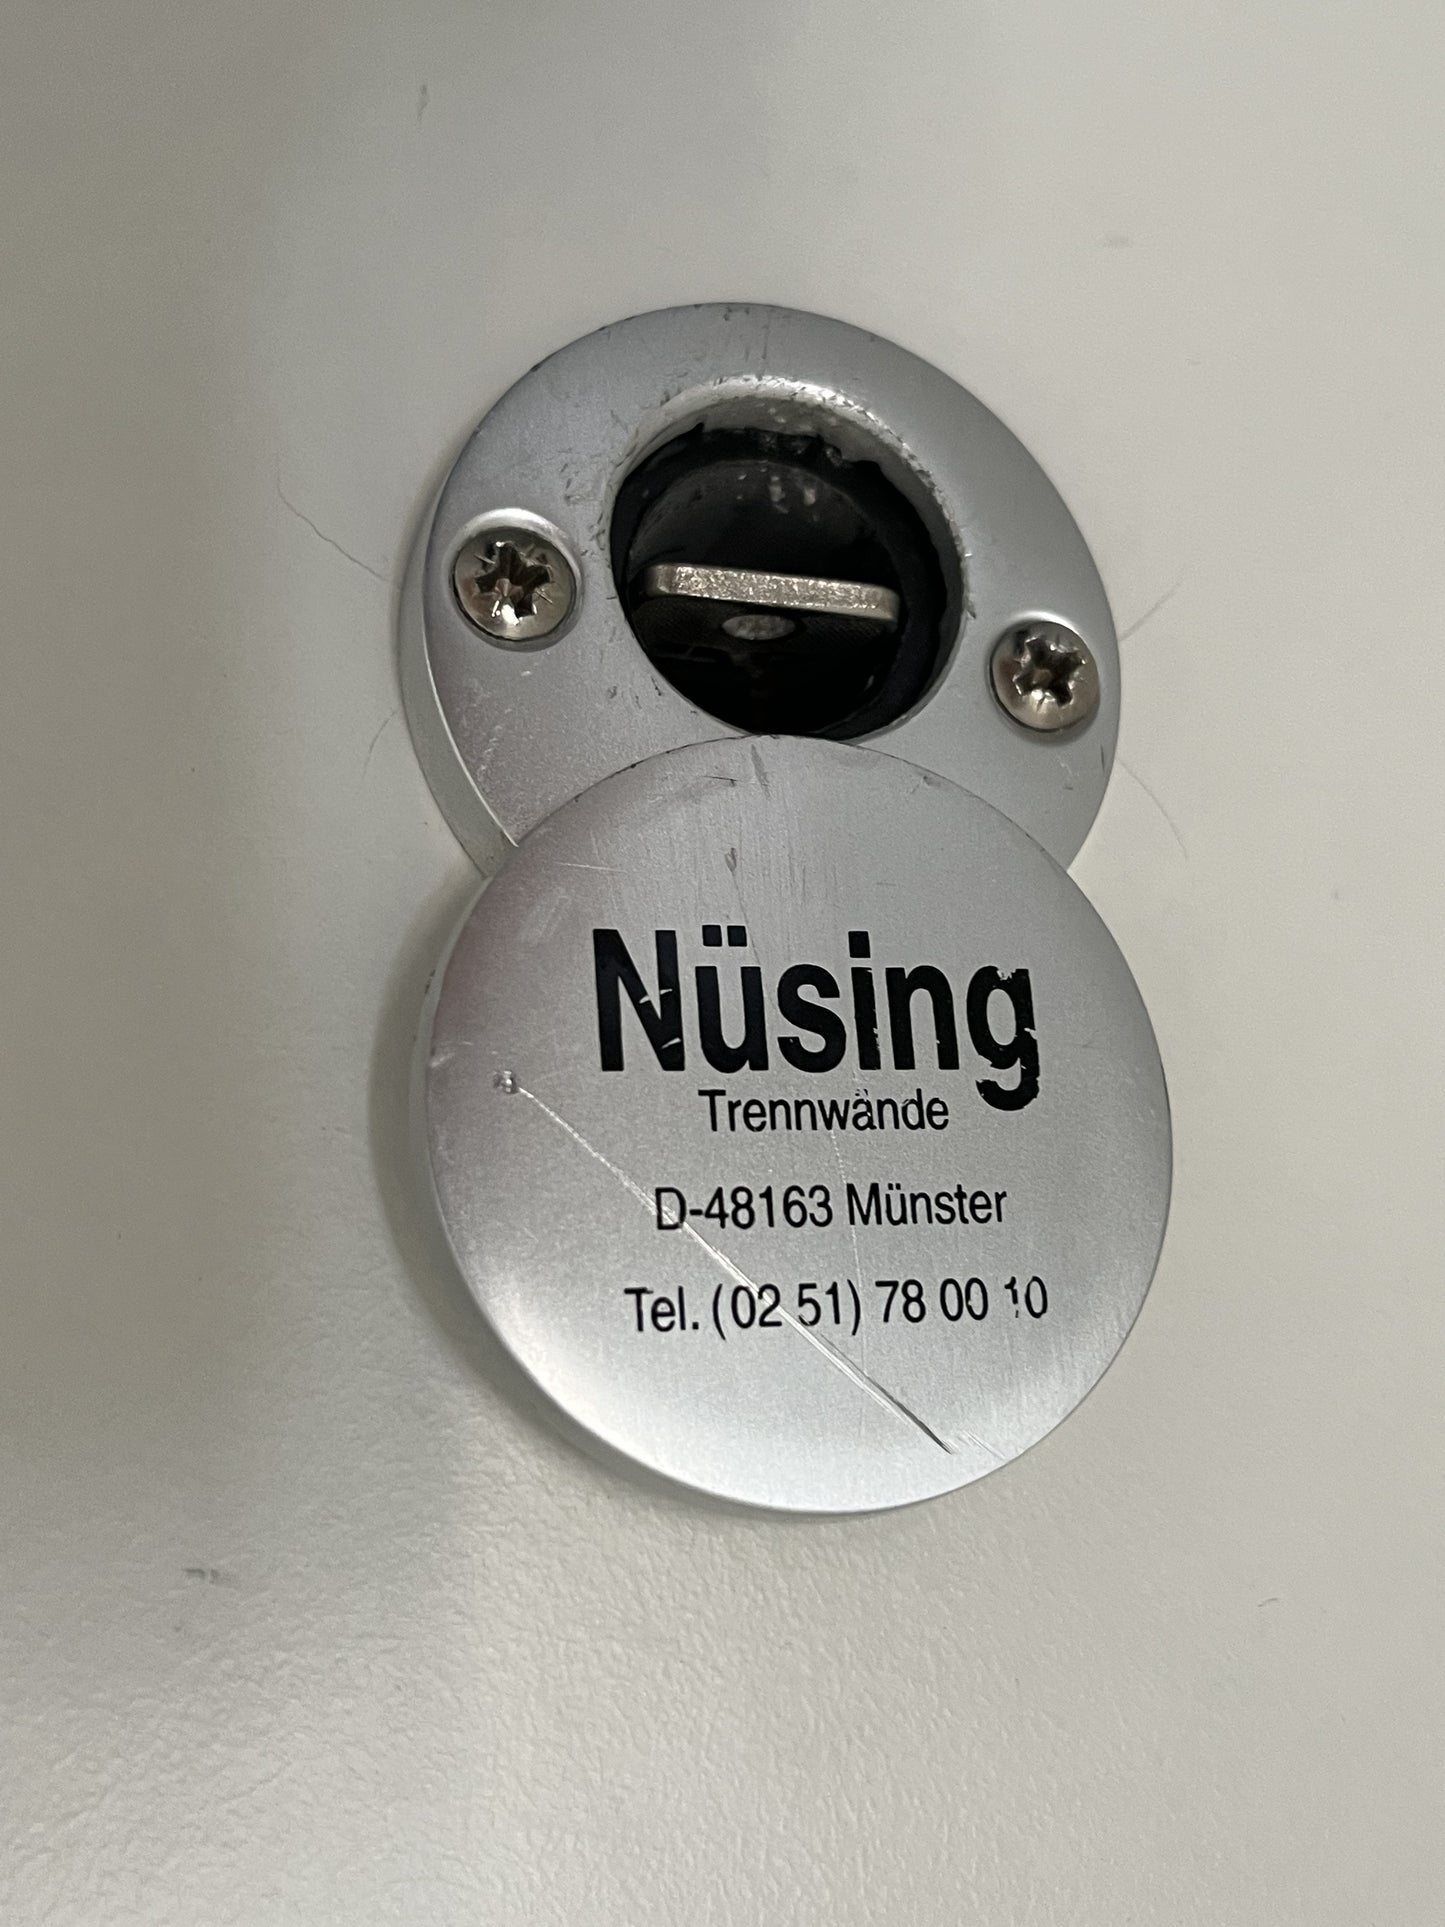 Nüsing
Trennwände
D-48163 Münster
Tel. (02 51) 78 00 10